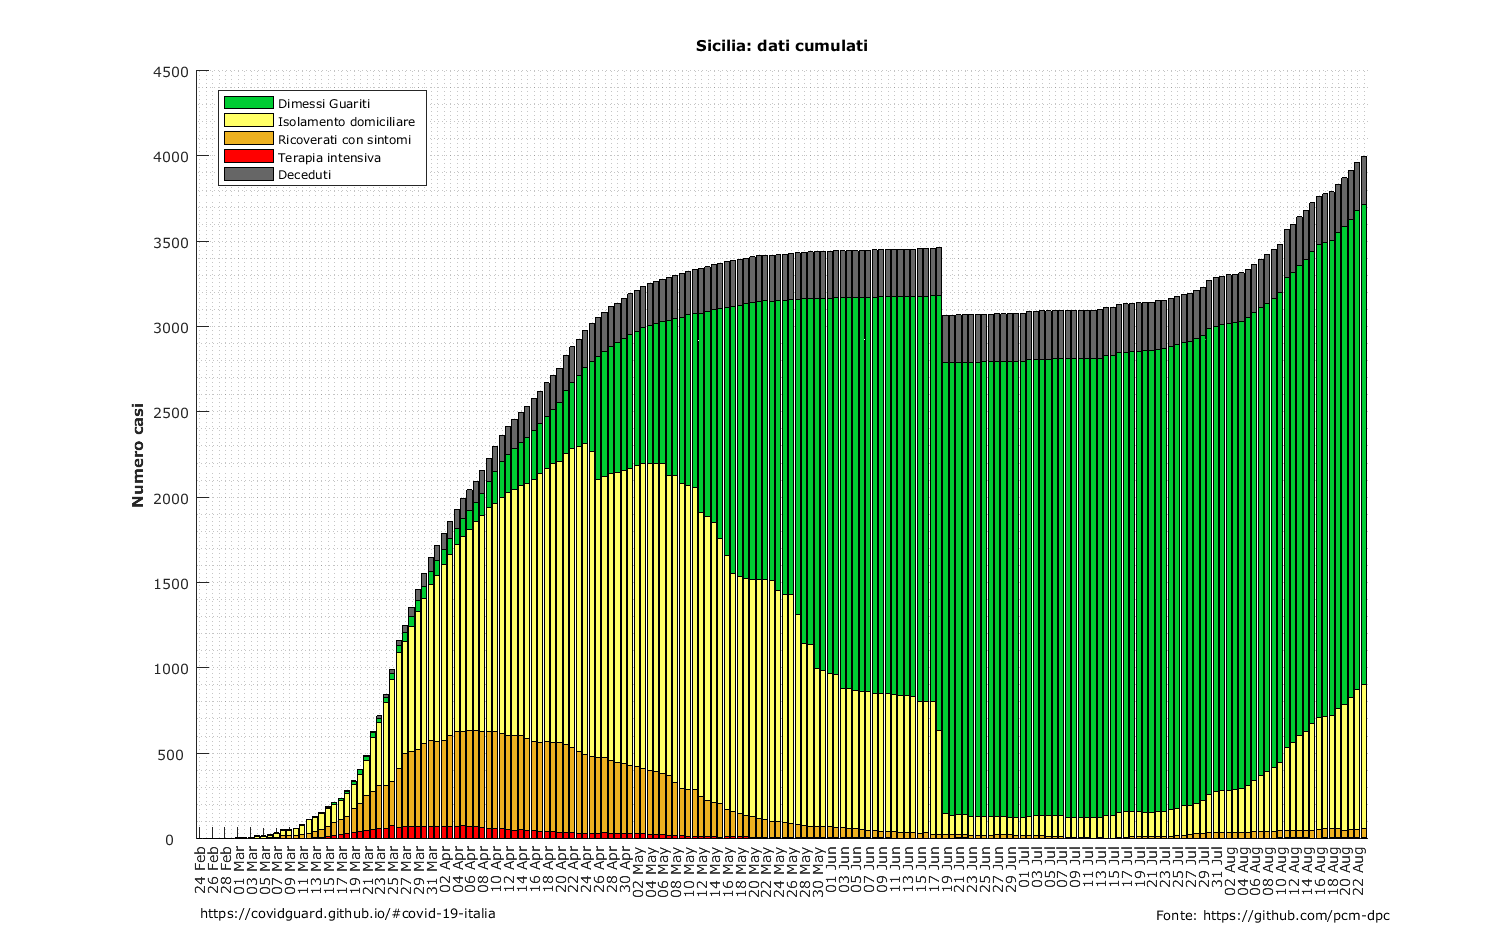 Sicilia: dati cumulati
4500
4000
3500
3000
2500
2000
1500
1000
500
0
Numero casi
Dimessi Guariti
Isolamento domiciliare
Ricoverati con sintomi
Terapia intensiva
Deceduti
24 Feb
26 Feb
28 Feb
01 Mar
03 Mar
05 Mar
07 Mar
09 Mar
11 Mar
13 Mar
15 Mar
17 Mar
19 Mar
21 Mar
23 Mar
25 Mar
27 Mar
29 Mar
31 Mar
02 Apr
04 Apr
06 Apr
08 Apr
10 Apr
12 Apr
14 Apr
16 Apr
18 Apr
20 Apr
22 Apr
24 Apr
26 Apr
28 Apr
30 Apr
02 May
04 May
06 May
08 May
10 May
12 May
14 May
16 May
18 May
20 May
22 May
24 May
26 May
28 May
30 May
01 Jun
03 Jun
05 Jun
07 Jun
09 Jun
11 Jun
13 Jun
15 Jun
17 Jun
19 Jun
21 Jun
23 Jun
25 Jun
27 Jun
29 Jun
01 Jul
03 Jul
05 Jul
07 Jul
09 Jul
11 Jul
13 Jul
15 Jul
17 Jul
19 Jul
21 Jul
23 Jul
25 Jul
27 Jul
29 Jul
31 Jul
02 Aug
04 Aug
06 Aug
08 Aug
10 Aug
12 Aug
14 Aug
16 Aug
18 Aug
20 Aug
22 Aug
https://covidguard.github.io/#covid-19-italia
Fonte: https://github.com/pcm-dpc